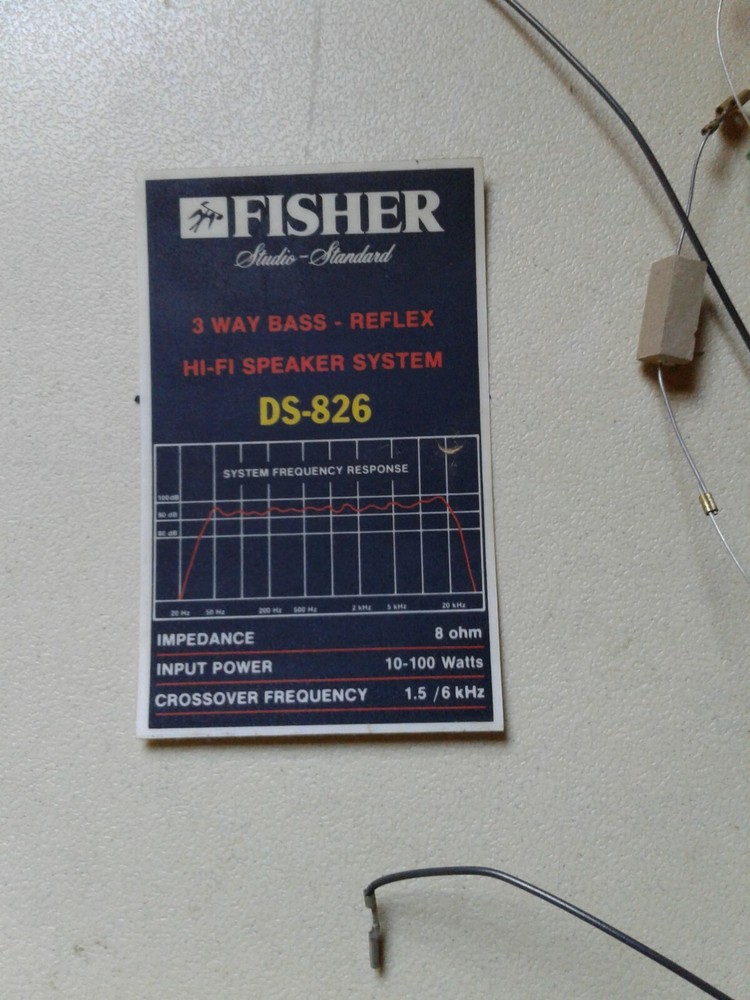 FISHER
Studio-Standard
3 WAY BASS - REFLEX
HI-FI SPEAKER SYSTEM
DS-826
SYSTEM FREQUENCY RESPONSE
100 dB
90 dB
80 dB
20 Hz 50 Hz 200 Hz 500 Hz 2 kHz 5 kHz 20 kHz
IMPEDANCE 8 ohm
INPUT POWER 10-100 Watts
CROSSOVER FREQUENCY 1.5 /6 kHz